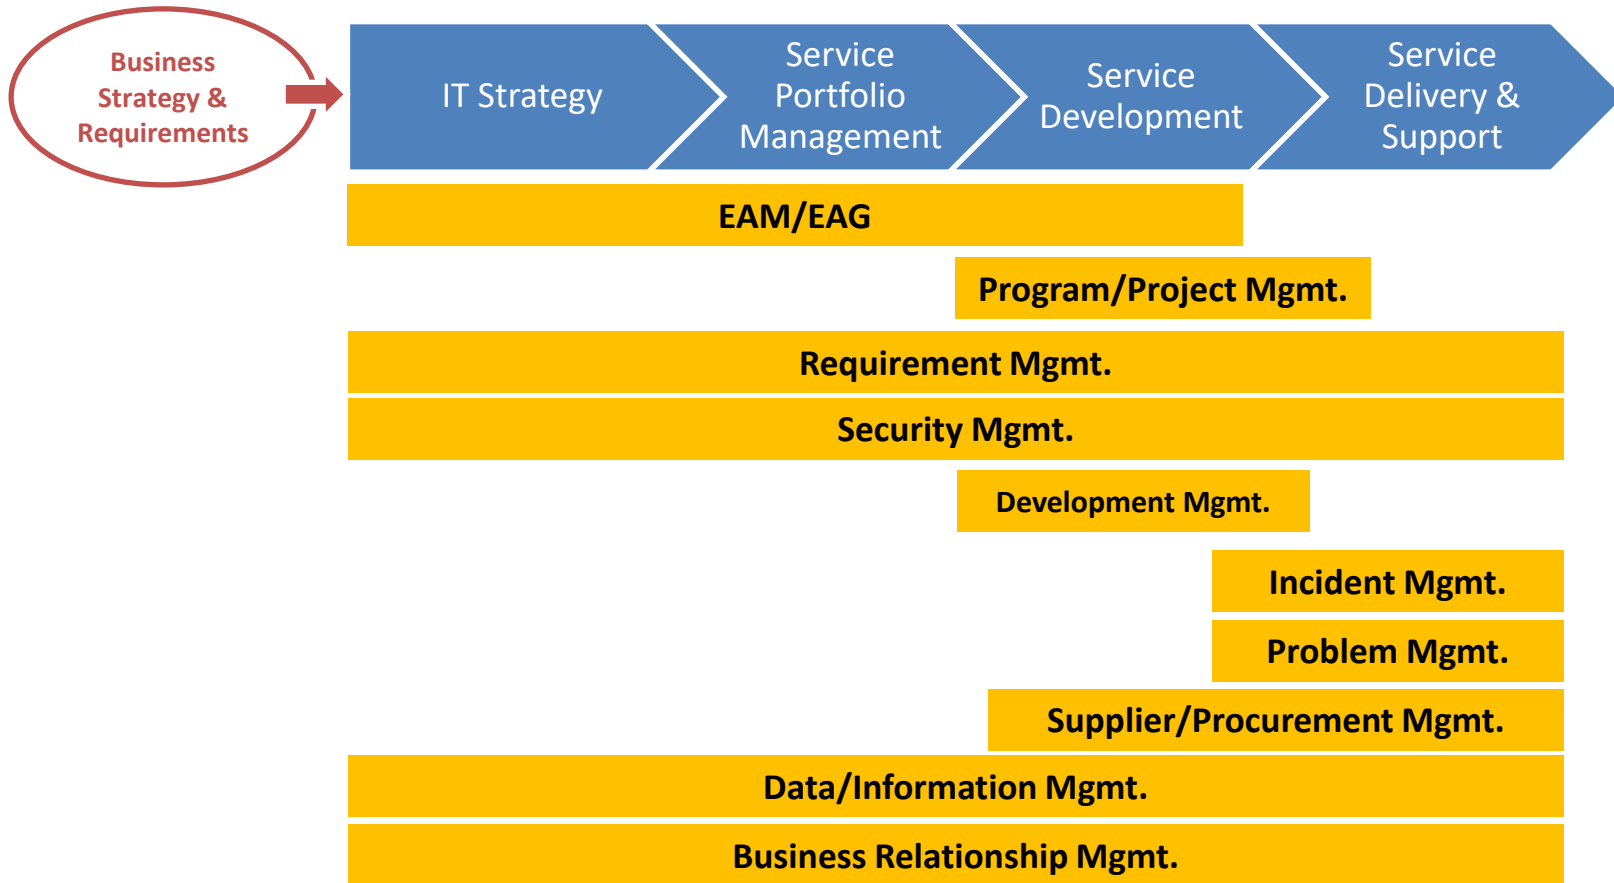 Business
Strategy &
Requirements
IT Strategy
Service
Portfolio
Management
Service
Development
Service
Delivery &
Support
EAM/EAG
Program/Project Mgmt.
Requirement Mgmt.
Security Mgmt.
Development Mgmt.
Incident Mgmt.
Problem Mgmt.
Supplier/Procurement Mgmt.
Data/Information Mgmt.
Business Relationship Mgmt.